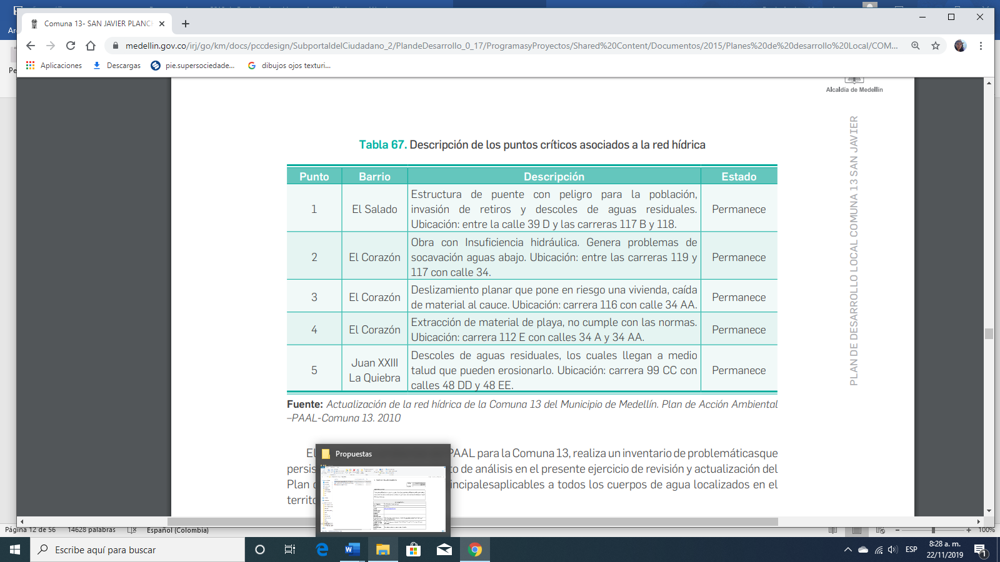 Comuna 13- SAN JAVIER PLANC
medellin.gov.co/irj/go/km/docs/pccdesign/SubportaldelCiudadano_2/PlandeDesarrollo_0_17/ProgramasyProyectos/Shared%20Content/Documentos/2015/Planes%20de%20desarrollo%20Local/COM...
Aplicaciones
Descargas
pie.supersociedade...
dibujos ojos texturi...
Alcaldía de Medellín
PLAN DE DESARROLLO LOCAL COMUNA 13 SAN JAVIER
Tabla 67. Descripción de los puntos críticos asociados a la red hídrica
Punto Barrio Descripción Estado
1 El Salado Estructura de puente con peligro para la población,
invasión de retiros y descoles de aguas residuales.
Ubicación: entre la calle 39 D y las carreras 117 B y 118. Permanece
2 El Corazón Obra con Insuficiencia hidráulica. Genera problemas de
socavación aguas abajo. Ubicación: entre las carreras 119 y
117 con calle 34. Permanece
3 El Corazón Deslizamiento planar que pone en riesgo una vivienda, caída
de material al cauce. Ubicación: carrera 116 con calle 34 AA. Permanece
4 El Corazón Extracción de material de playa, no cumple con las normas.
Ubicación: carrera 112 E con calles 34 A y 34 AA. Permanece
5 Juan XXIII
La Quiebra Descoles de aguas residuales, los cuales llegan a medio
talud que pueden erosionarlo. Ubicación: carrera 99 CC con
calles 48 DD y 48 EE. Permanece
Fuente: Actualización de la red hídrica de la Comuna 13 del Municipio de Medellín. Plan de Acción Ambiental
–PAAL-Comuna 13. 2010
El PAAL para la Comuna 13, realiza un inventario de problemáticasque
persis to de análisis en el presente ejercicio de revisión y actualización del
Plan ncipalesaplicables a todos los cuerpos de agua localizados en el
territo
Propuestas
Página 12 de 56
14628 palabras
Español (Colombia)
100%
Escribe aquí para buscar
ESP
8:28 a. m.
22/11/2019
1